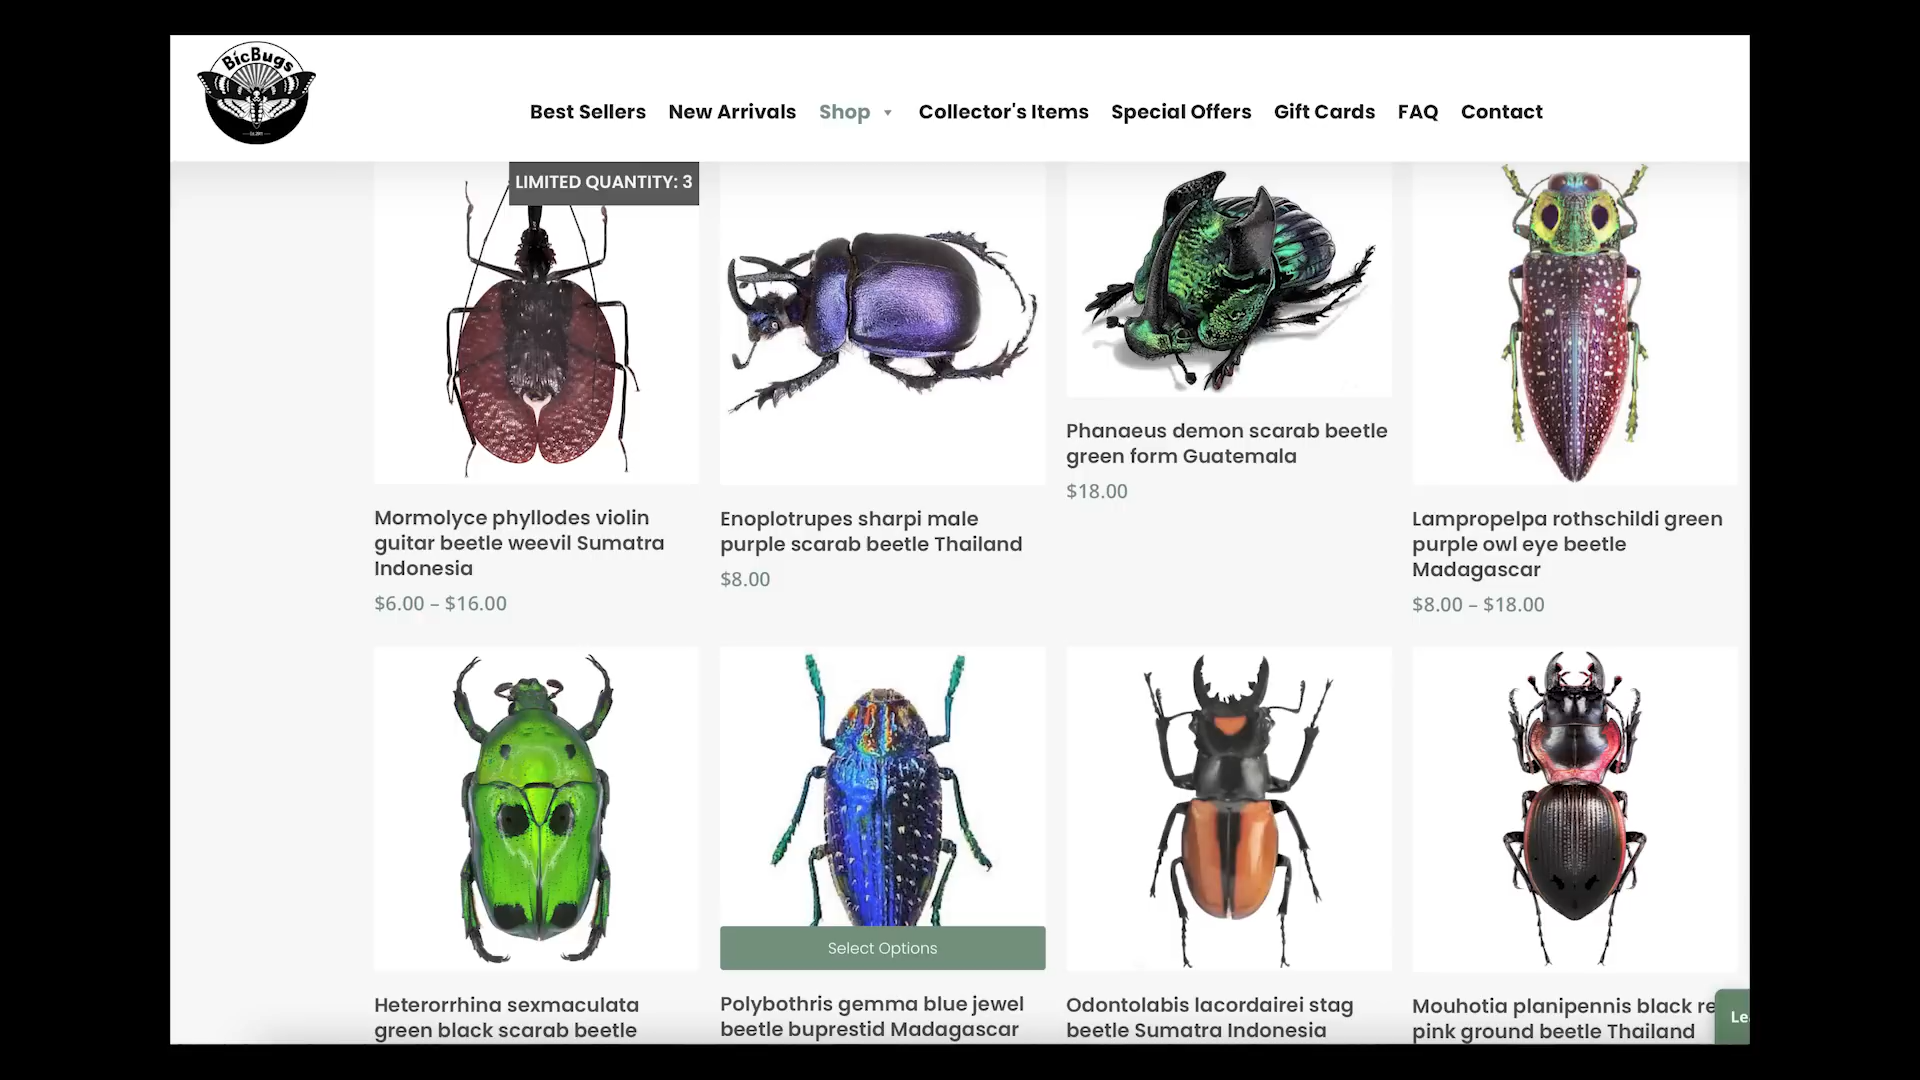 BicBugs
Best Sellers New Arrivals Shop Collector's Items Special Offers Gift Cards FAQ Contact
LIMITED QUANTITY: 3
Mormolyce phyllodes violin
guitar beetle weevil Sumatra
Indonesia
$6.00 – $16.00
Enoplotrupes sharpi male
purple scarab beetle Thailand
$8.00
Phanaeus demon scarab beetle
green form Guatemala
$18.00
Lampropelpa rothschildi green
purple owl eye beetle
Madagascar
$8.00 – $18.00
Select Options
Heterorrhina sexmaculata
green black scarab beetle
Polybothris gemma blue jewel
beetle buprestid Madagascar
Odontolabis lacordairei stag
beetle Sumatra Indonesia
Mouhotia planipennis black re
pink ground beetle Thailand
Le